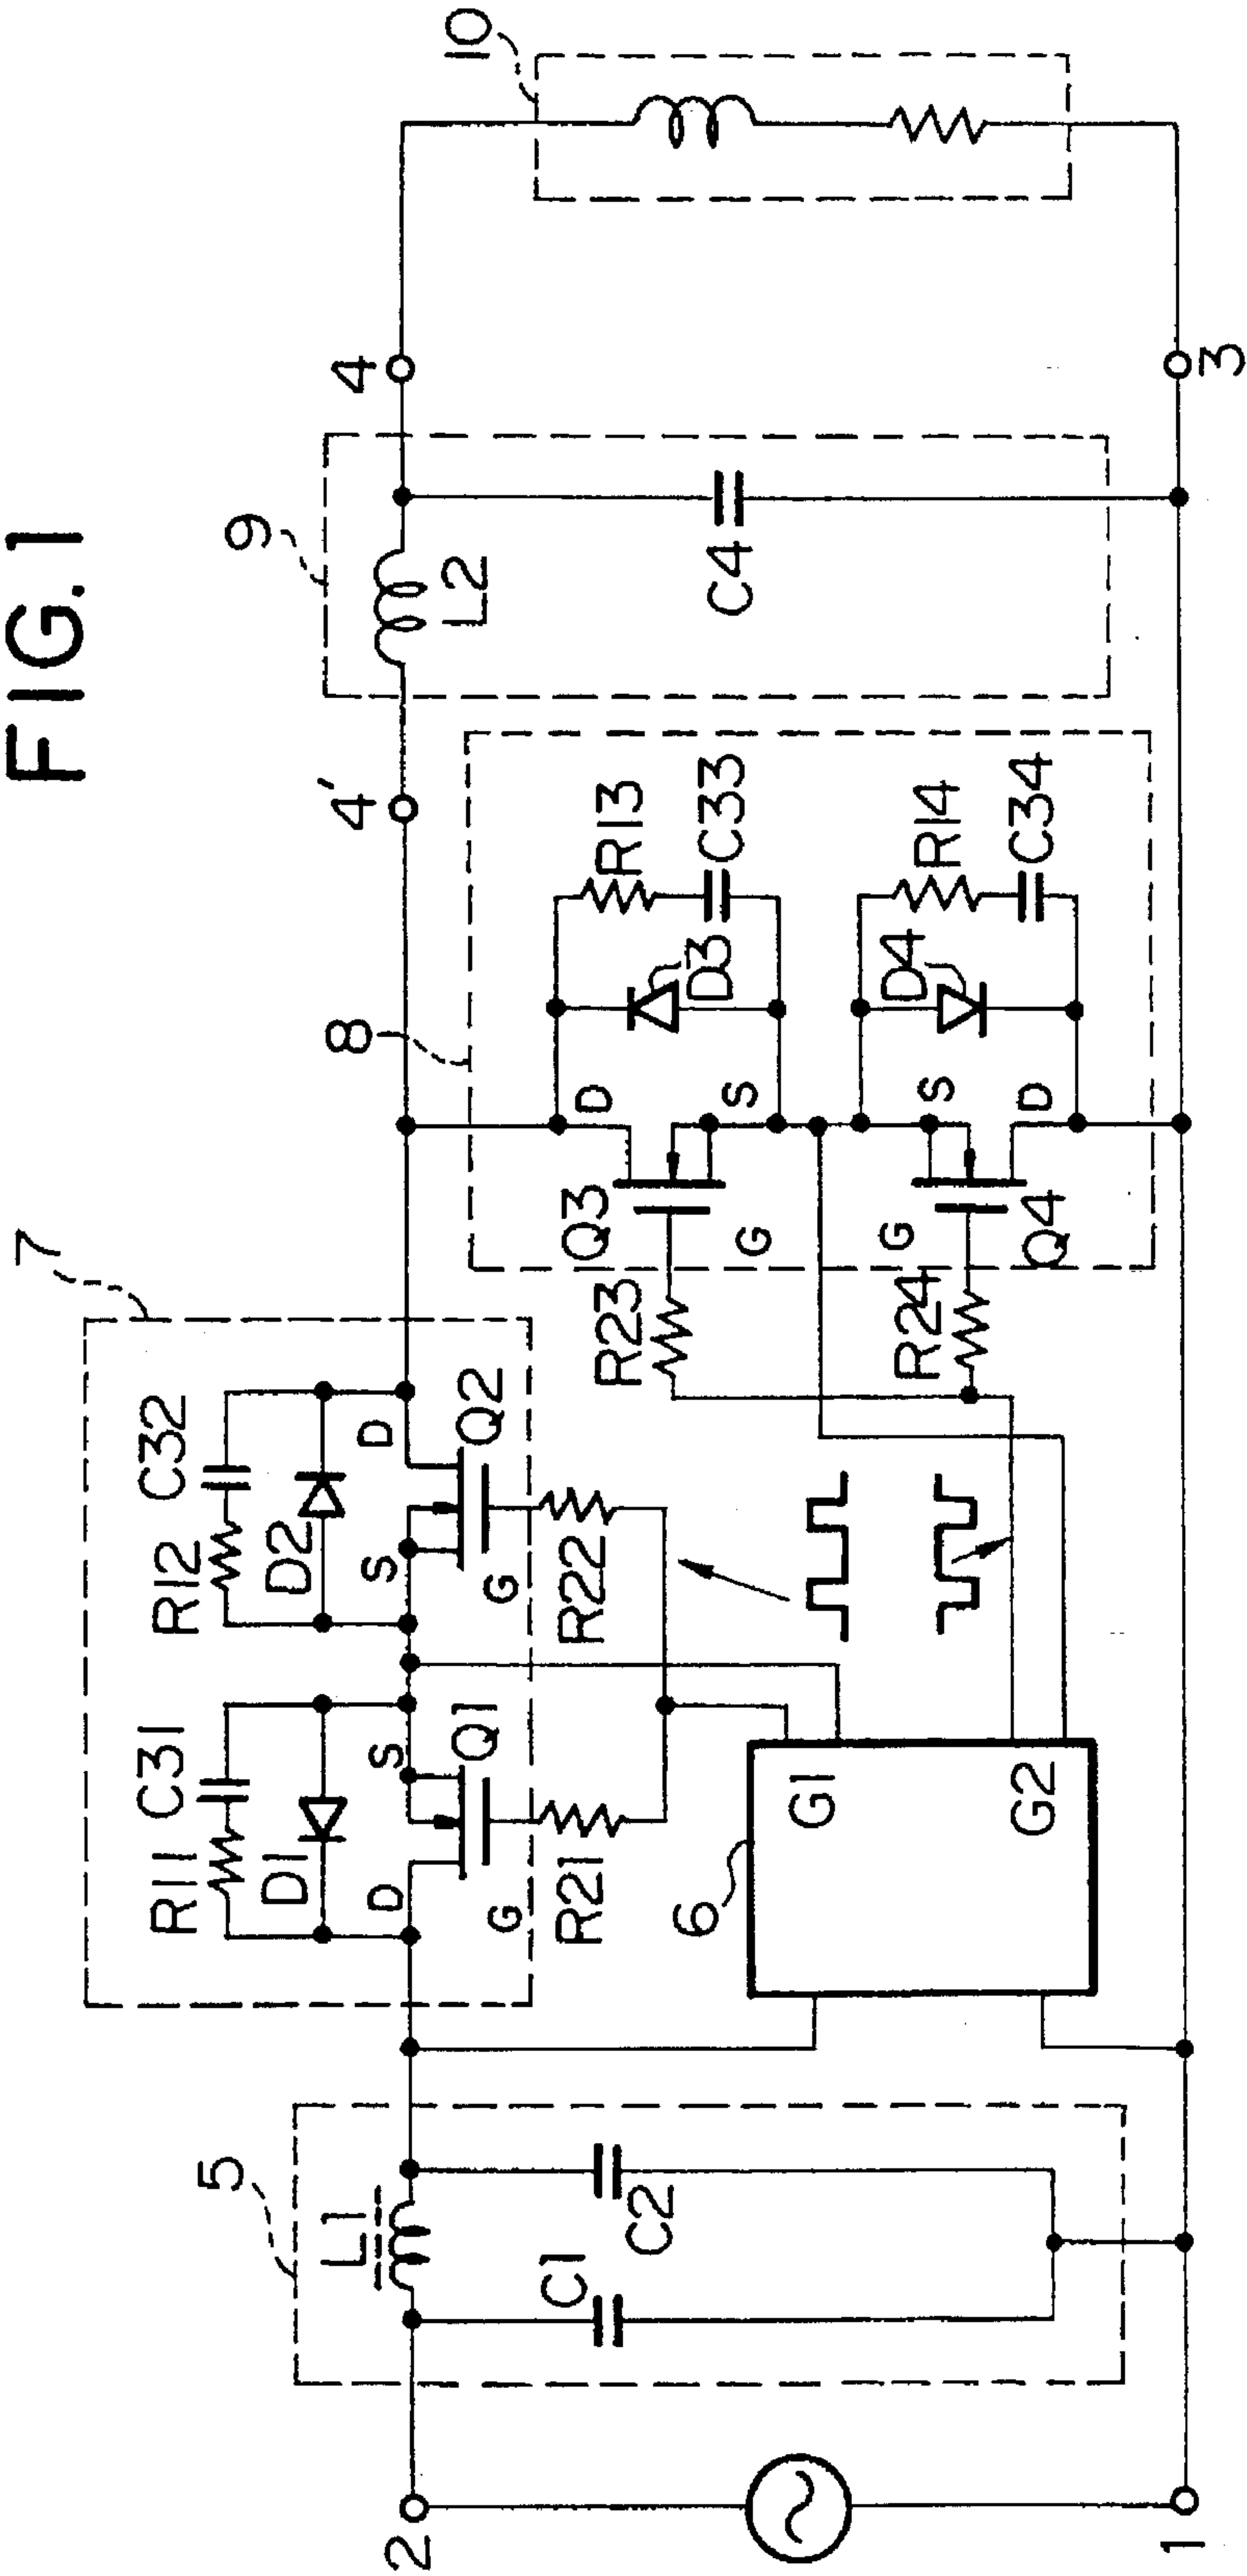 FIG. 1
2
1
5
L1
C1
C2
7
R11
C31
D1
D
S
G
Q1
R21
R12
C32
D2
S
D
G
Q2
R22
6
G1
G2
8
Q3
D
S
G
R23
D3
R13
C33
Q4
S
D
G
R24
D4
R14
C34
4'
9
L2
C4
4
3
10